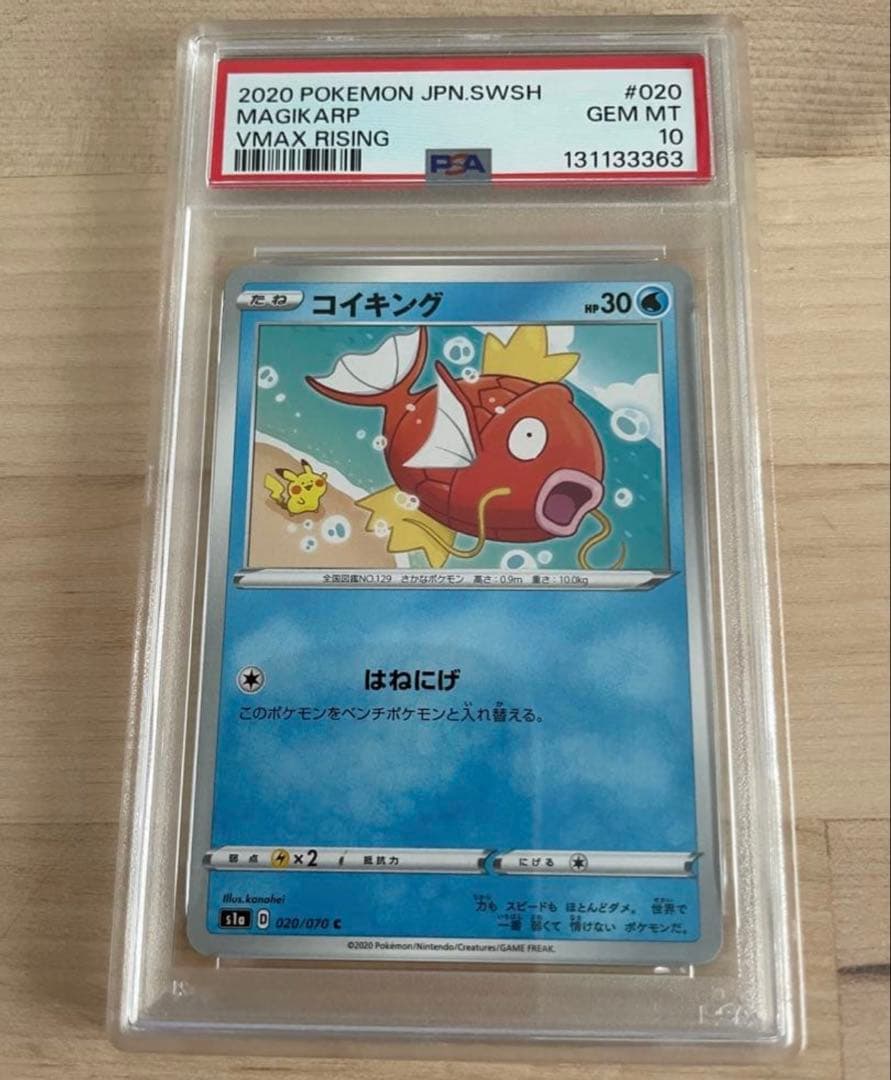 2020 POKEMON JPN.SWSH #020
MAGIKARP GEM MT
VMAX RISING 10
PSA 131133363
たね コイキング HP 30
全国図鑑NO.129 さかなポケモン 高さ:0.9m 重さ:10.0kg
はねにげ
このポケモンをベンチポケモンと入れ替える。
弱点 ×2 抵抗力 にげる
Illus.kanahei
力も スピードも ほとんどダメ。 世界で
一番 弱くて 情けない ポケモンだ。
s1a D 020/070 C
©2020 Pokémon/Nintendo/Creatures/GAME FREAK.